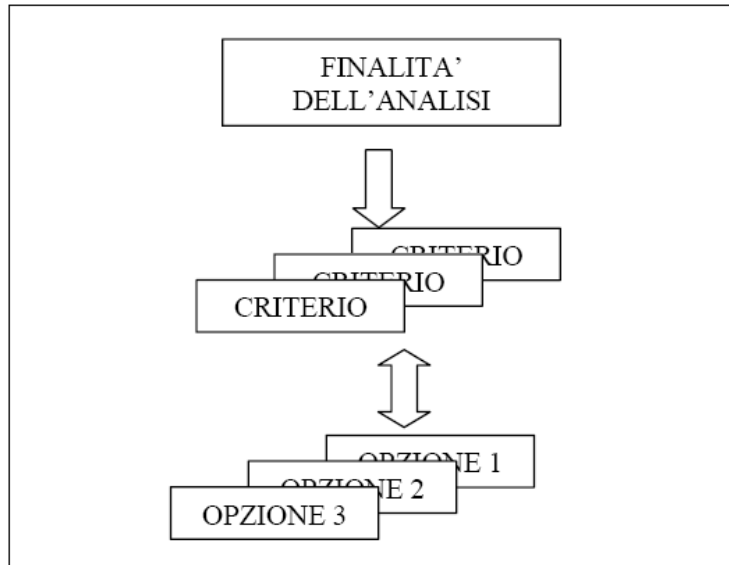 FINALITA’
DELL’ANALISI
CRITERIO
CRITERIO
CRITERIO
OPZIONE 1
OPZIONE 2
OPZIONE 3